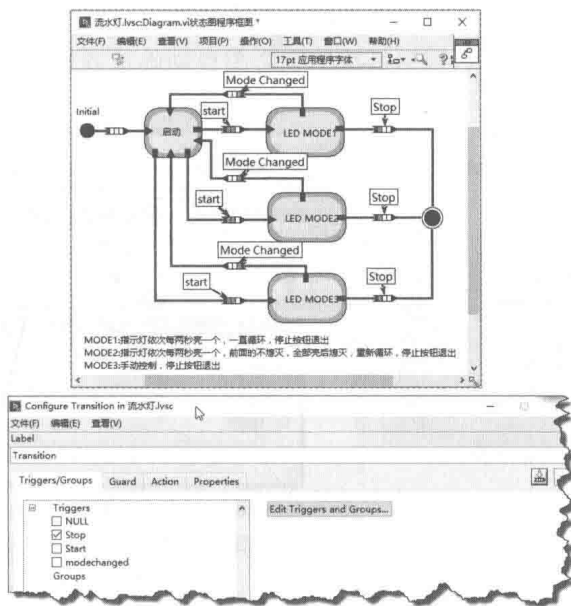 流水灯.lvsc:Diagram.vi状态图程序框图 *
文件(F) 编辑(E) 查看(V) 项目(P) 操作(O) 工具(T) 窗口(W) 帮助(H)
17pt 应用程序字体
Mode Changed
Initial
start
Stop
启动
LED MODE1
Mode Changed
start
Stop
LED MODE2
Mode Changed
start
Stop
LED MODE3
MODE1:指示灯依次每两秒亮一个，一直循环，停止按钮退出
MODE2:指示灯依次每两秒亮一个，前面的不熄灭，全部亮后熄灭，重新循环，停止按钮退出
MODE3:手动控制，停止按钮退出
Configure Transition in 流水灯.lvsc
文件(F) 编辑(E) 查看(V)
Label
Transition
Triggers/Groups Guard Action Properties
Triggers
Edit Triggers and Groups...
NULL
Stop
Start
modechanged
Groups